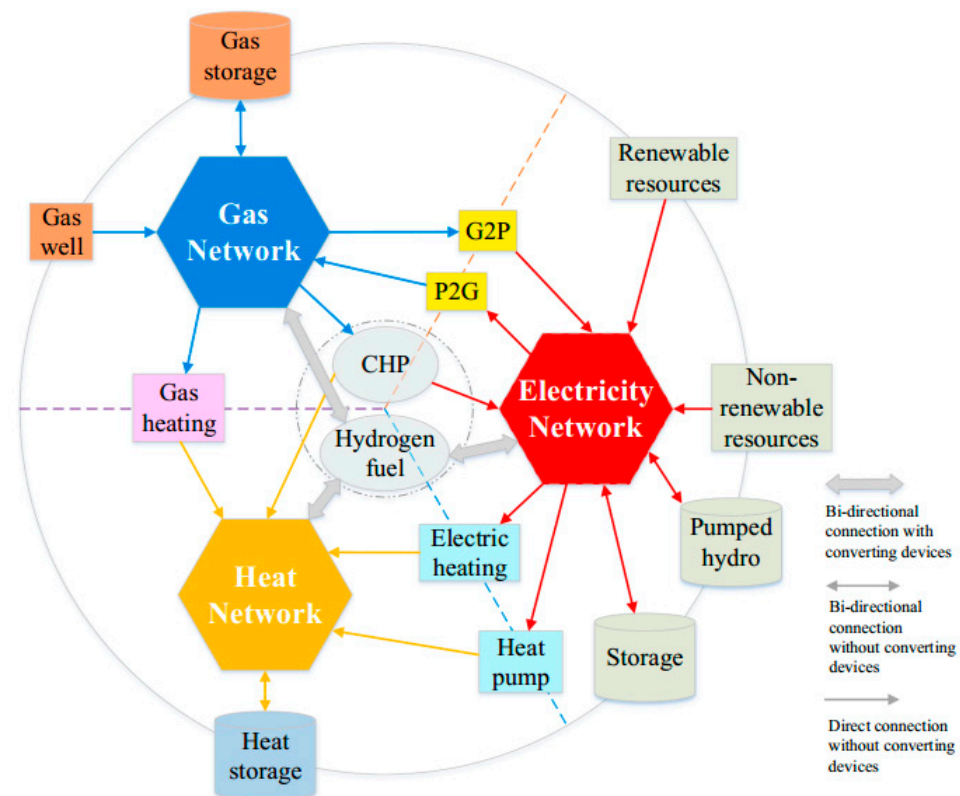 Gas
storage
Renewable
resources
Gas
well
Gas
Network
G2P
P2G
CHP
Electricity
Network
Non-
renewable
resources
Gas
heating
Hydrogen
fuel
Bi-directional
connection with
converting devices
Pumped
hydro
Electric
heating
Heat
Network
Bi-directional
connection
without converting
devices
Heat
pump
Storage
Direct connection
without converting
devices
Heat
storage